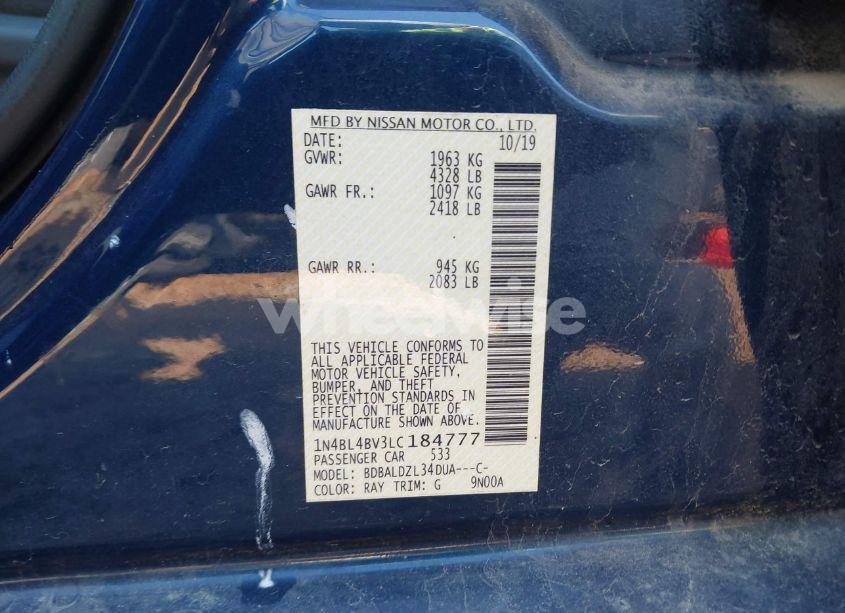 MFD BY NISSAN MOTOR CO., LTD.
DATE: 10/19
GVWR: 1963 KG
4328 LB
GAWR FR.: 1097 KG
2418 LB
GAWR RR.: 945 KG
2083 LB
wheelwise
THIS VEHICLE CONFORMS TO
ALL APPLICABLE FEDERAL
MOTOR VEHICLE SAFETY,
BUMPER, AND THEFT
PREVENTION STANDARDS IN
EFFECT ON THE DATE OF
MANUFACTURE SHOWN ABOVE.
1N4BL4BV3LC184777
PASSENGER CAR 533
MODEL: BDBALDZL34DUA---C-
COLOR: RAY TRIM: G 9N00A